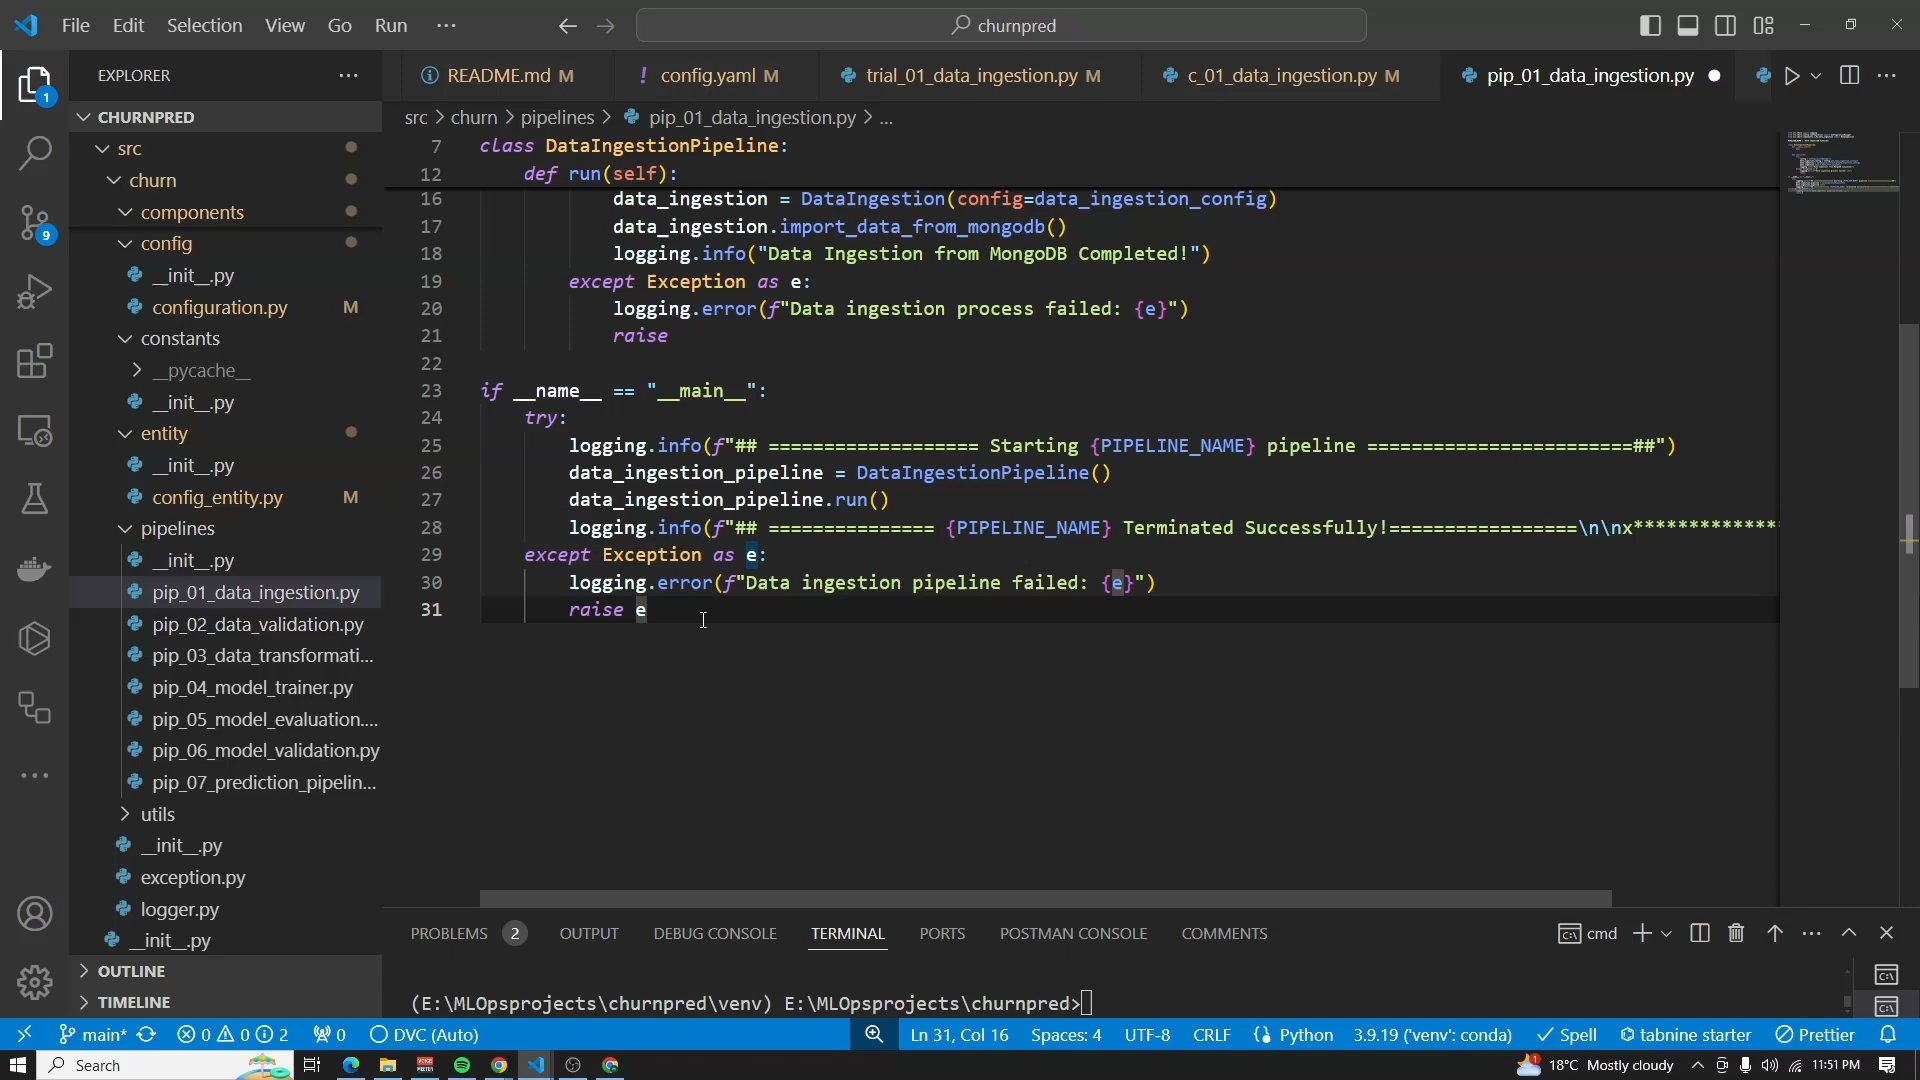 File Edit Selection View Go Run ···
churnpred
EXPLORER ···
README.md M
! config.yaml M
trial_01_data_ingestion.py M
c_01_data_ingestion.py M
pip_01_data_ingestion.py
src > churn > pipelines > pip_01_data_ingestion.py > ...
CHURNPRED
src
churn
components
config
__init__.py
configuration.py M
constants
__pycache__
__init__.py
entity
__init__.py
config_entity.py M
pipelines
__init__.py
pip_01_data_ingestion.py
pip_02_data_validation.py
pip_03_data_transformati...
pip_04_model_trainer.py
pip_05_model_evaluation....
pip_06_model_validation.py
pip_07_prediction_pipelin...
utils
__init__.py
exception.py
logger.py
__init__.py
OUTLINE
TIMELINE
1
9
7 class DataIngestionPipeline:
12 def run(self):
16 data_ingestion = DataIngestion(config=data_ingestion_config)
17 data_ingestion.import_data_from_mongodb()
18 logging.info("Data Ingestion from MongoDB Completed!")
19 except Exception as e:
20 logging.error(f"Data ingestion process failed: {e}")
21 raise
22
23 if __name__ == "__main__":
24 try:
25 logging.info(f"## =================== Starting {PIPELINE_NAME} pipeline ========================##")
26 data_ingestion_pipeline = DataIngestionPipeline()
27 data_ingestion_pipeline.run()
28 logging.info(f"## =============== {PIPELINE_NAME} Terminated Successfully!=================\n\nx*************
29 except Exception as e:
30 logging.error(f"Data ingestion pipeline failed: {e}")
31 raise e
PROBLEMS 2 OUTPUT DEBUG CONSOLE TERMINAL PORTS POSTMAN CONSOLE COMMENTS
cmd
(E:\MLOpsprojects\churnpred\venv) E:\MLOpsprojects\churnpred>
main* 0 0 2 0 DVC (Auto) Ln 31, Col 16 Spaces: 4 UTF-8 CRLF Python 3.9.19 ('venv': conda) Spell tabnine starter Prettier
Search 1 18°C Mostly cloudy 11:51 PM